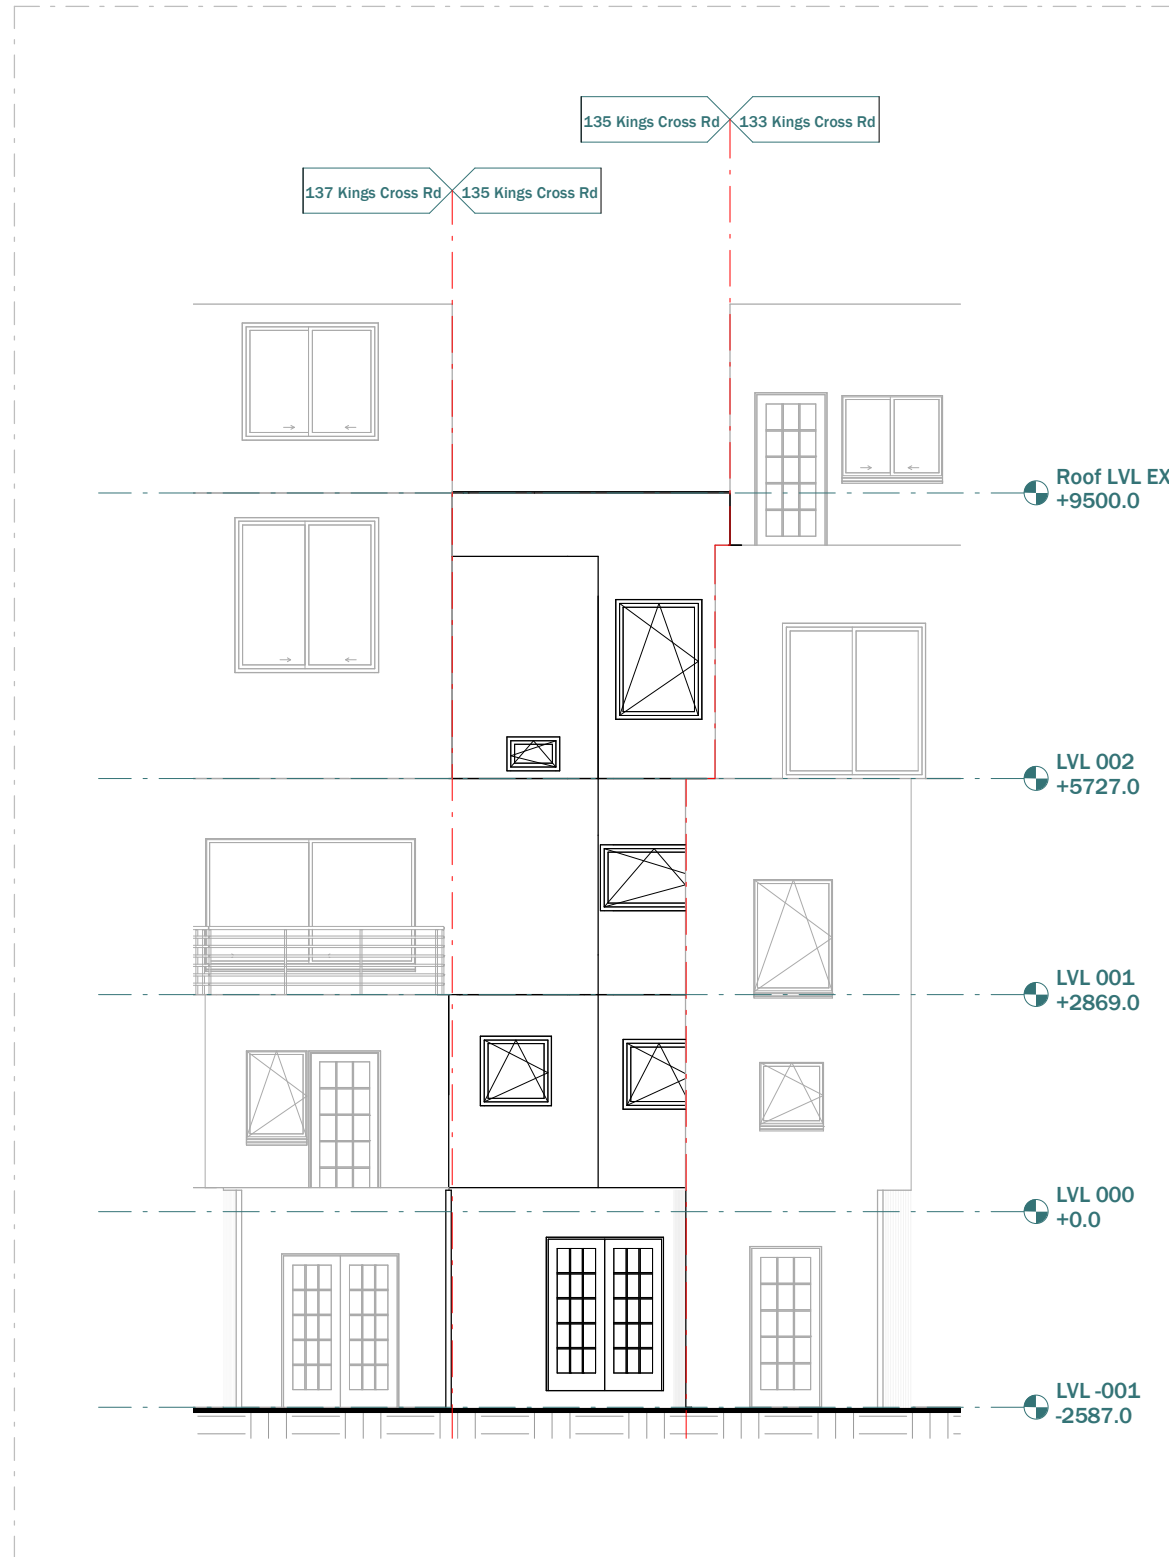 135 Kings Cross Rd
133 Kings Cross Rd
137 Kings Cross Rd
135 Kings Cross Rd
Roof LVL EX
+9500.0
LVL 002
+5727.0
LVL 001
+2869.0
LVL 000
+0.0
LVL -001
-2587.0